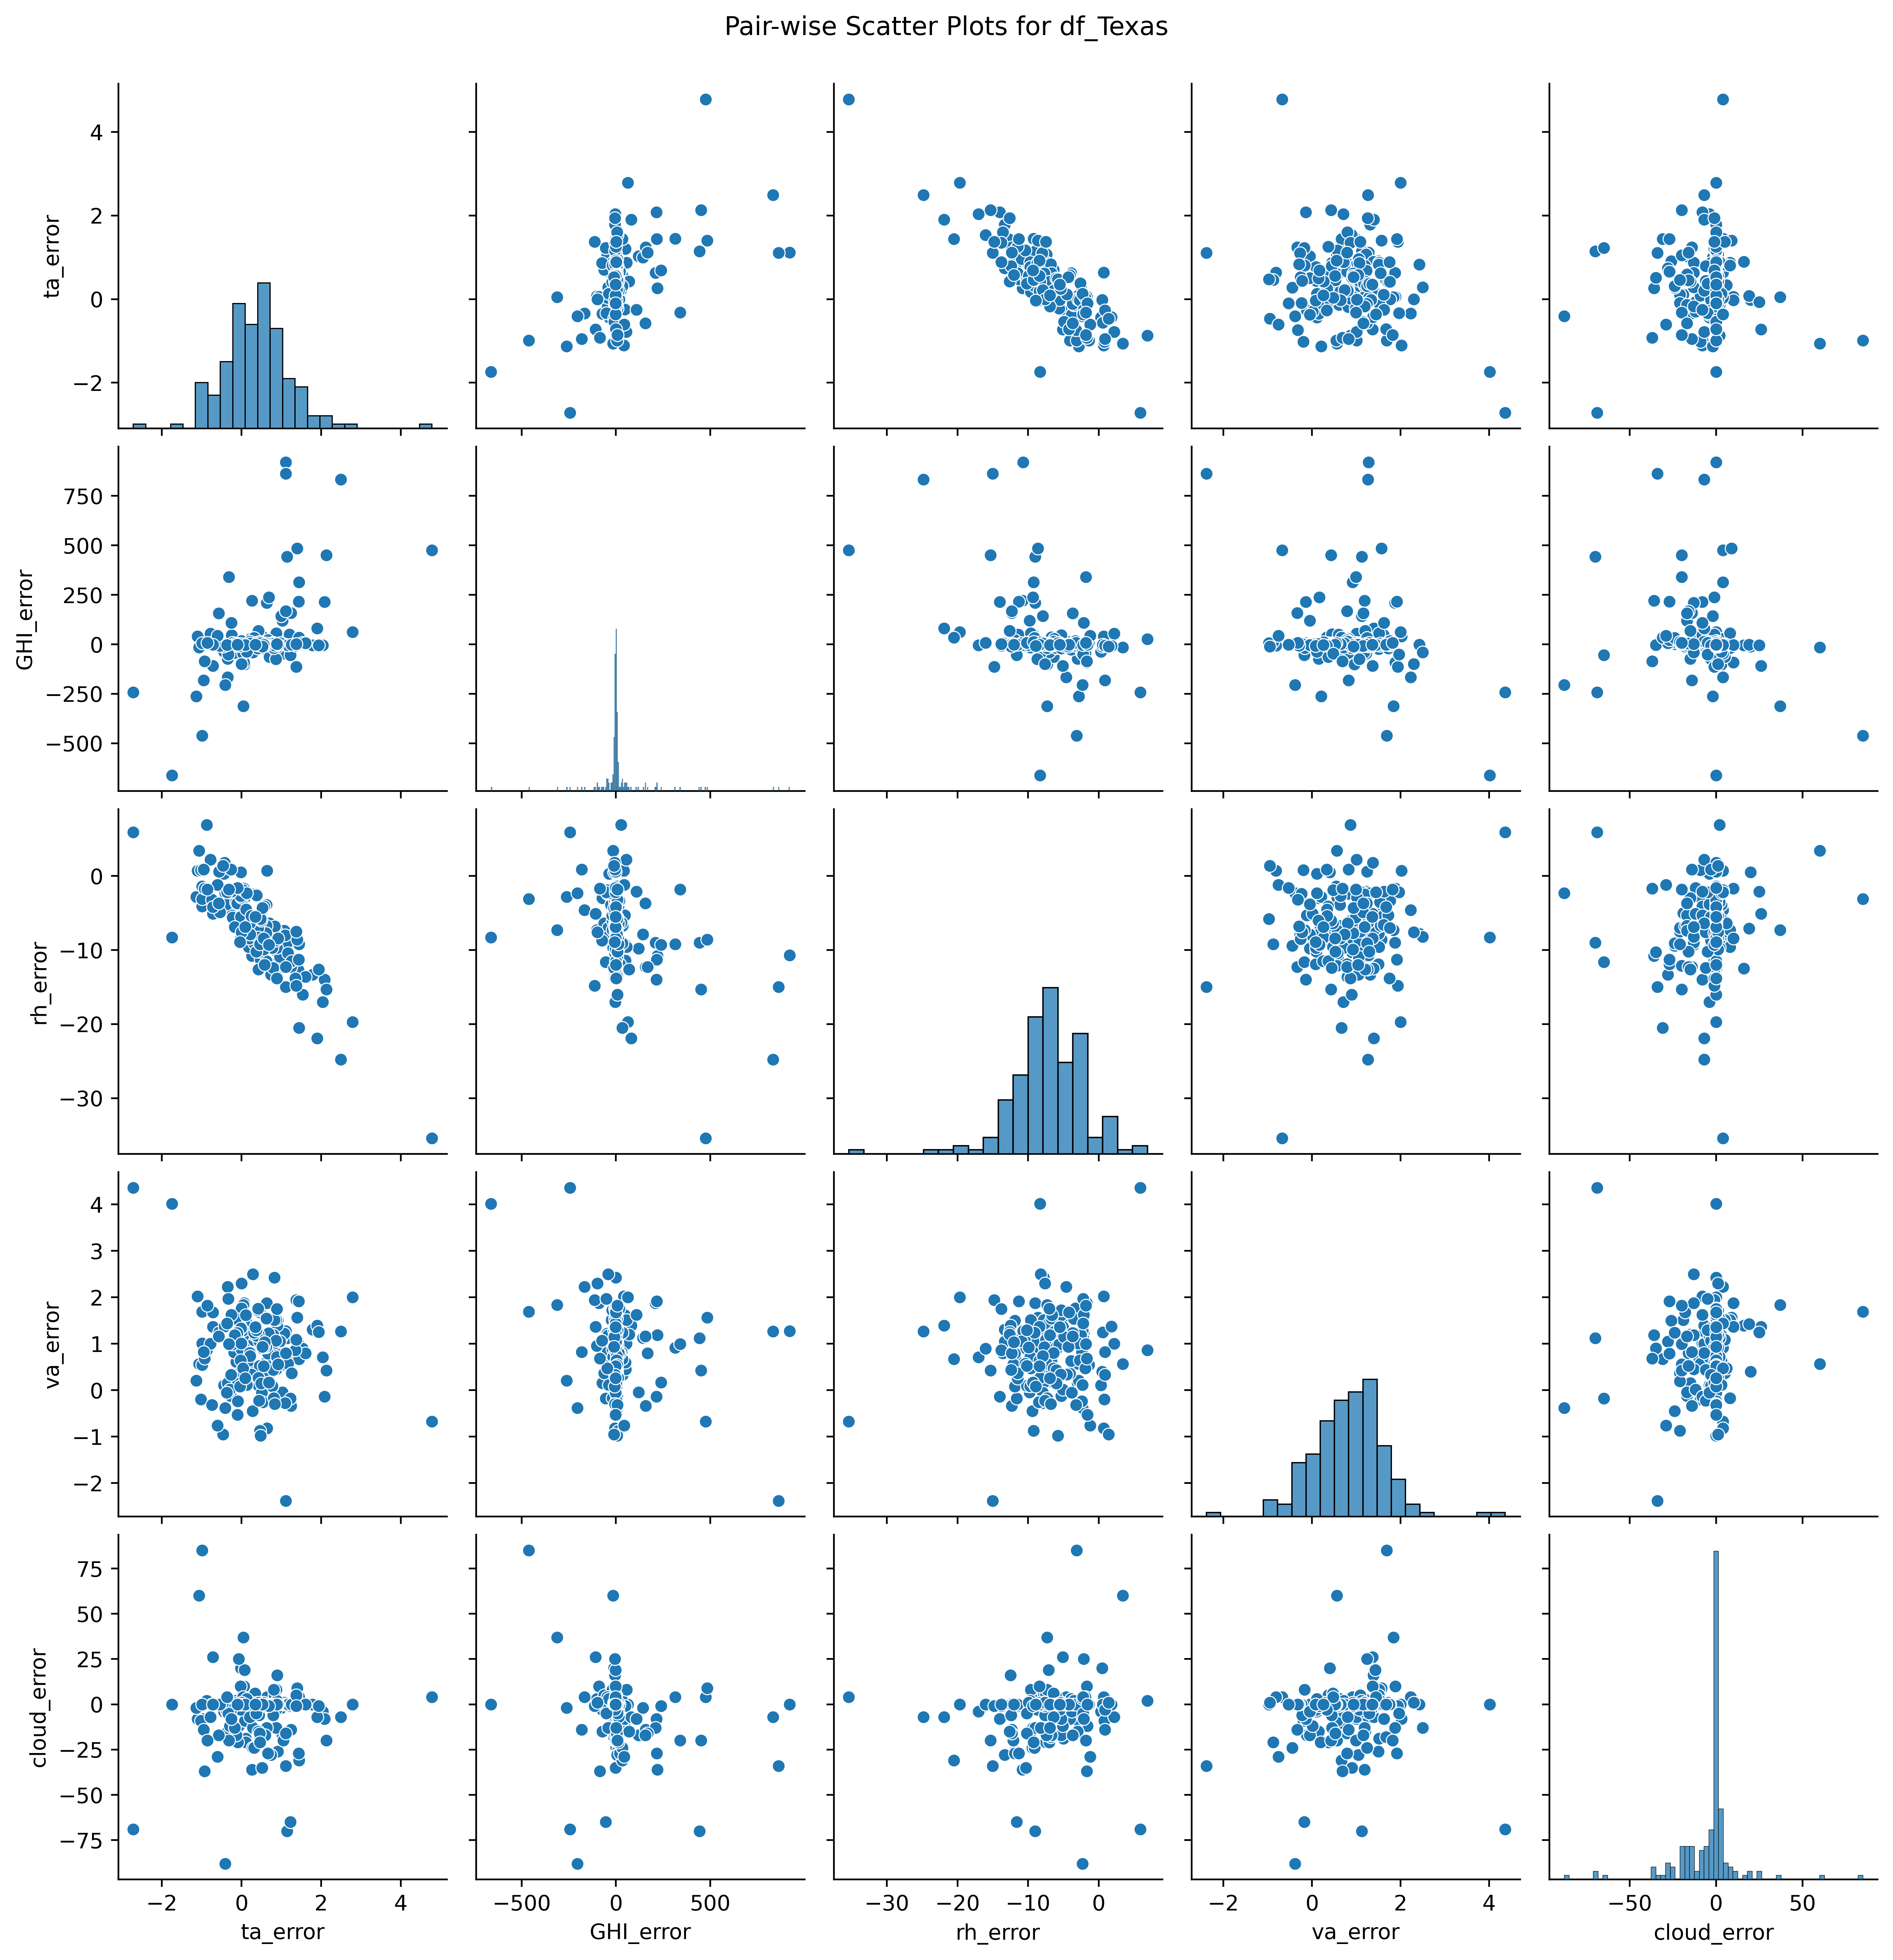 Pair-wise Scatter Plots for df_Texas
4
2
0
−2
ta_error
750
500
250
0
−250
−500
GHI_error
0
−10
−20
−30
rh_error
4
3
2
1
0
−1
−2
va_error
75
50
25
0
−25
−50
−75
cloud_error
−2 0 2 4
−500 0 500
−30 −20 −10 0
−2 0 2 4
−50 0 50
ta_error
GHI_error
rh_error
va_error
cloud_error